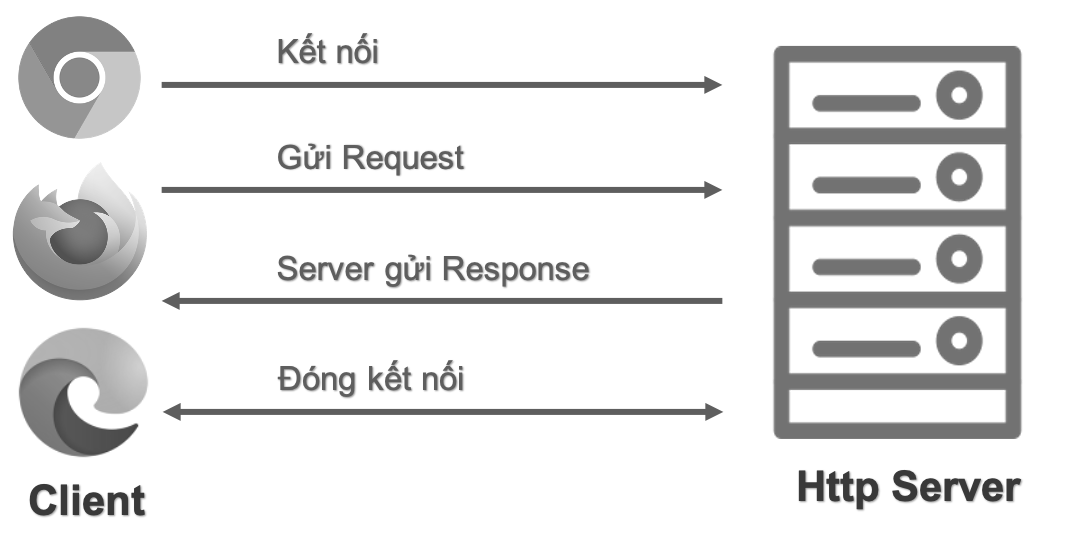 Kết nối
Gửi Request
Server gửi Response
Đóng kết nối
Client
Http Server